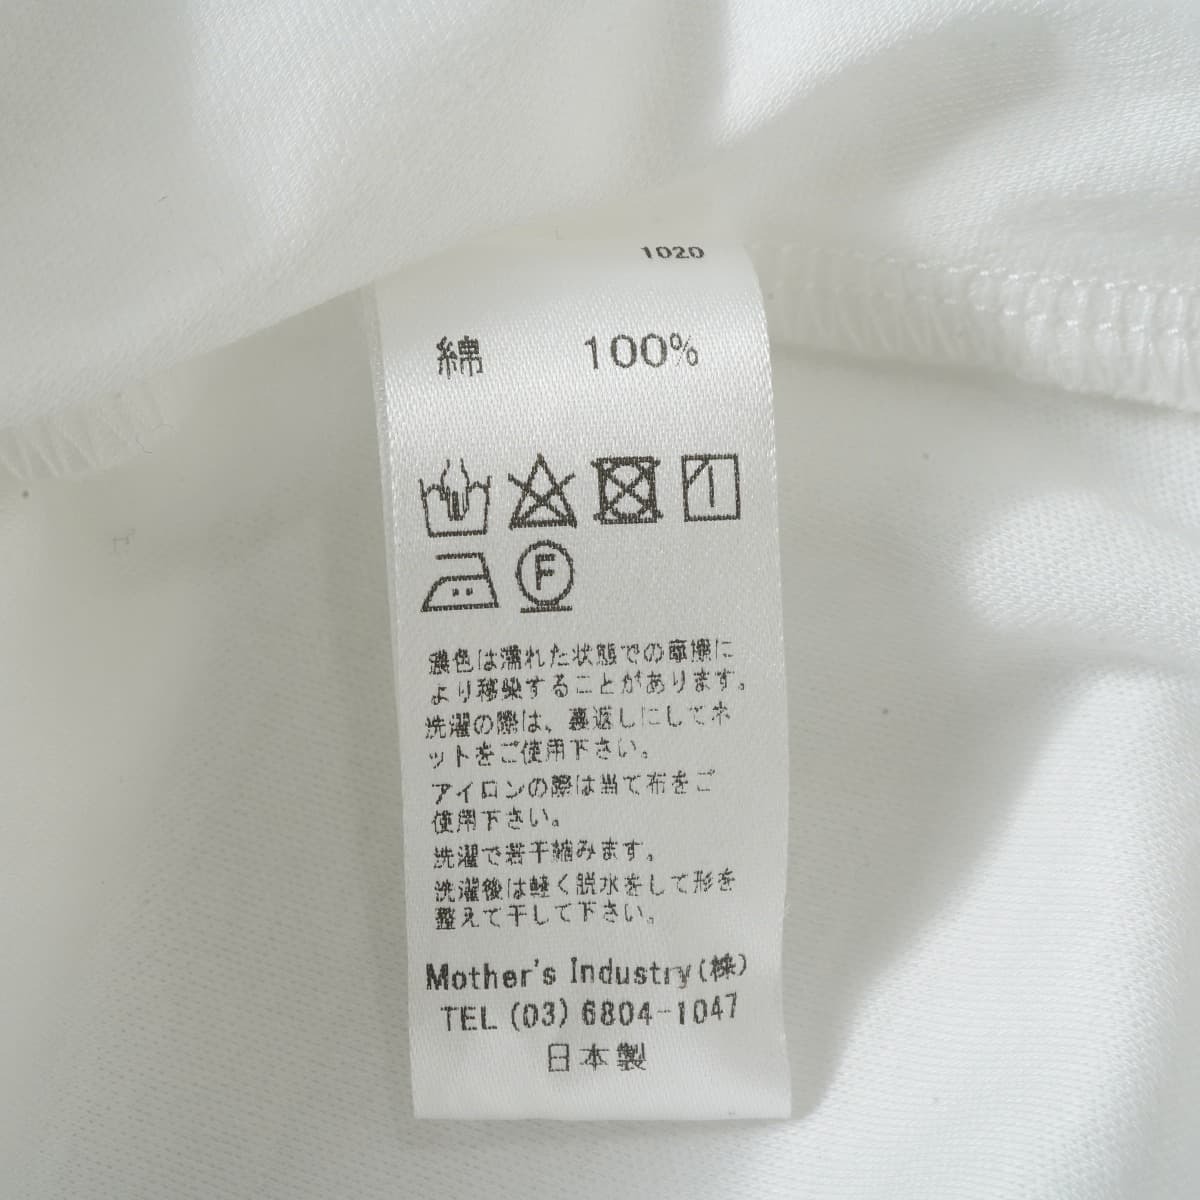 1020
綿 100%
F
濃色は濡れた状態での摩擦に
より移染することがあります。
洗濯の際は、裏返しにしてネ
ットをご使用下さい。
アイロンの際は当て布をご
使用下さい。
洗濯で若干縮みます。
洗濯後は軽く脱水をして形を
整えて干して下さい。
Mother's Industry(株)
TEL (03) 6804-1047
日本製